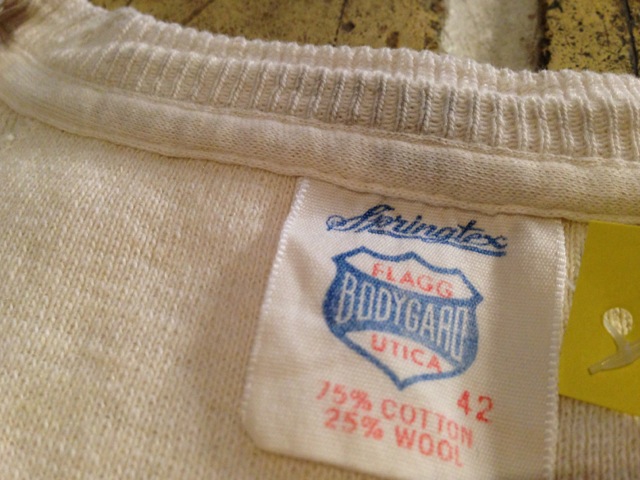 Springtex
FLAGG
BODYGARD
UTICA
42
75% COTTON
25% WOOL